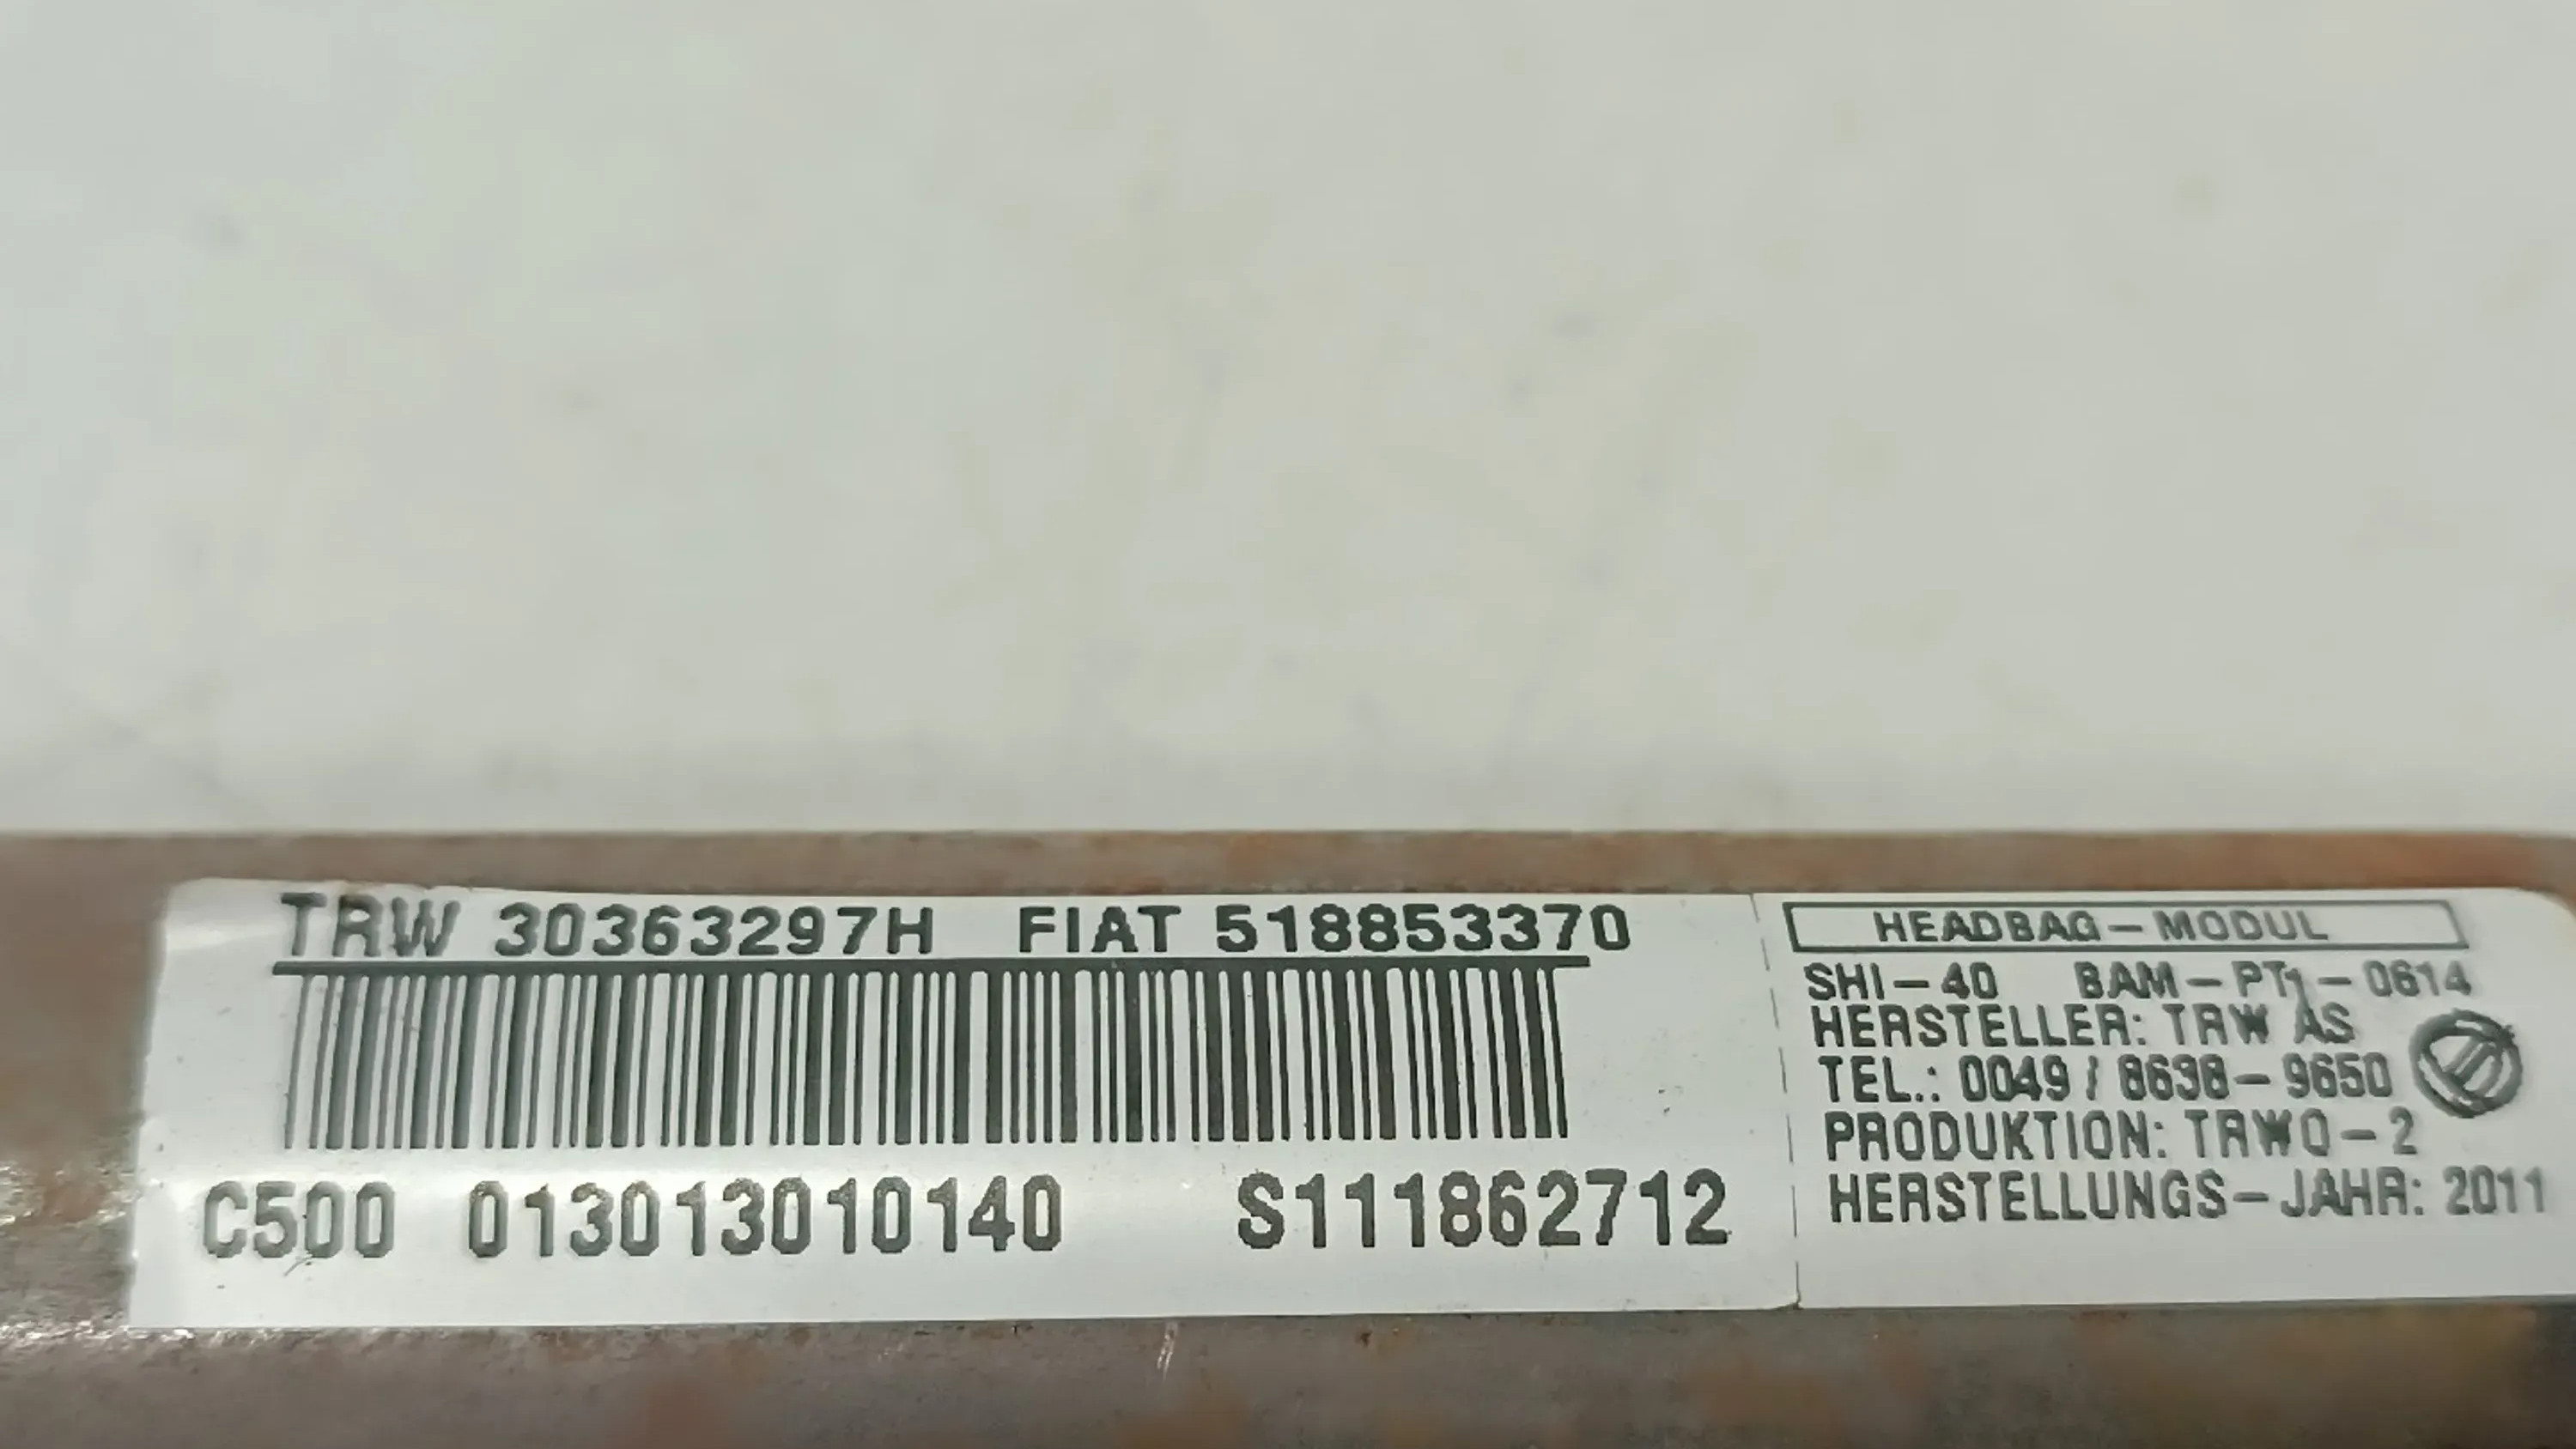 TRW 30363297H FIAT 518853370
C500 013013010140 S111862712
HEADBAG-MODUL
SHI-40 BAM-PT1-0614
HERSTELLER: TRW AS
TEL.: 0049 / 8638-9650
PRODUKTION: TRWO-2
HERSTELLUNGS-JAHR: 2011